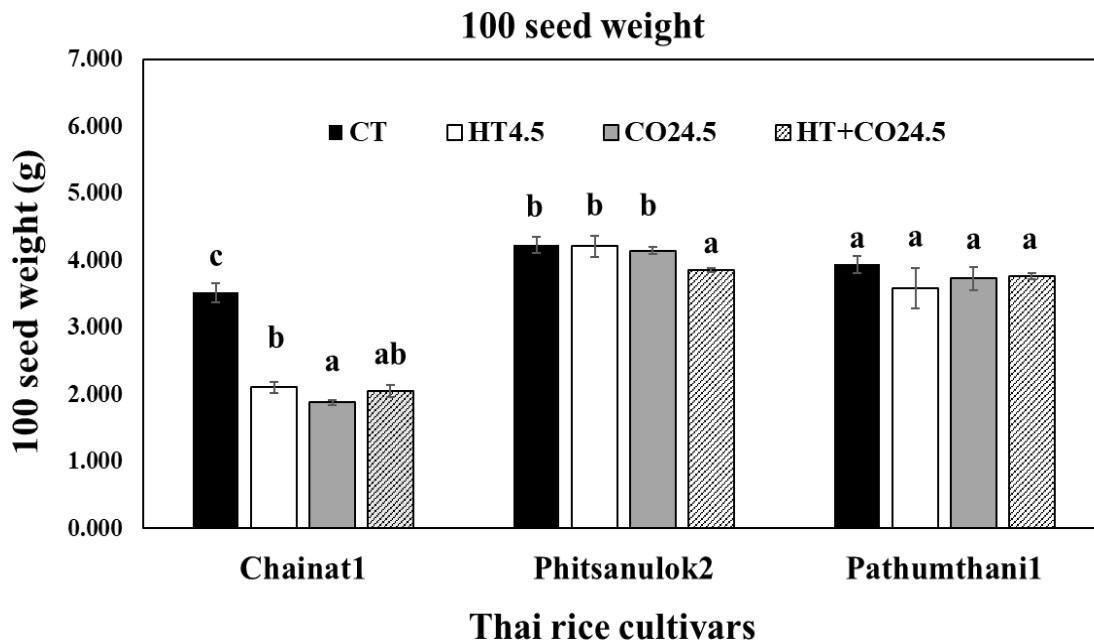 100 seed weight
7.000
6.000
5.000
4.000
3.000
2.000
1.000
0.000
100 seed weight (g)
CT HT4.5 CO24.5 HT+CO24.5
c b a ab
b b b a
a a a a
Chainat1 Phitsanulok2 Pathumthani1
Thai rice cultivars